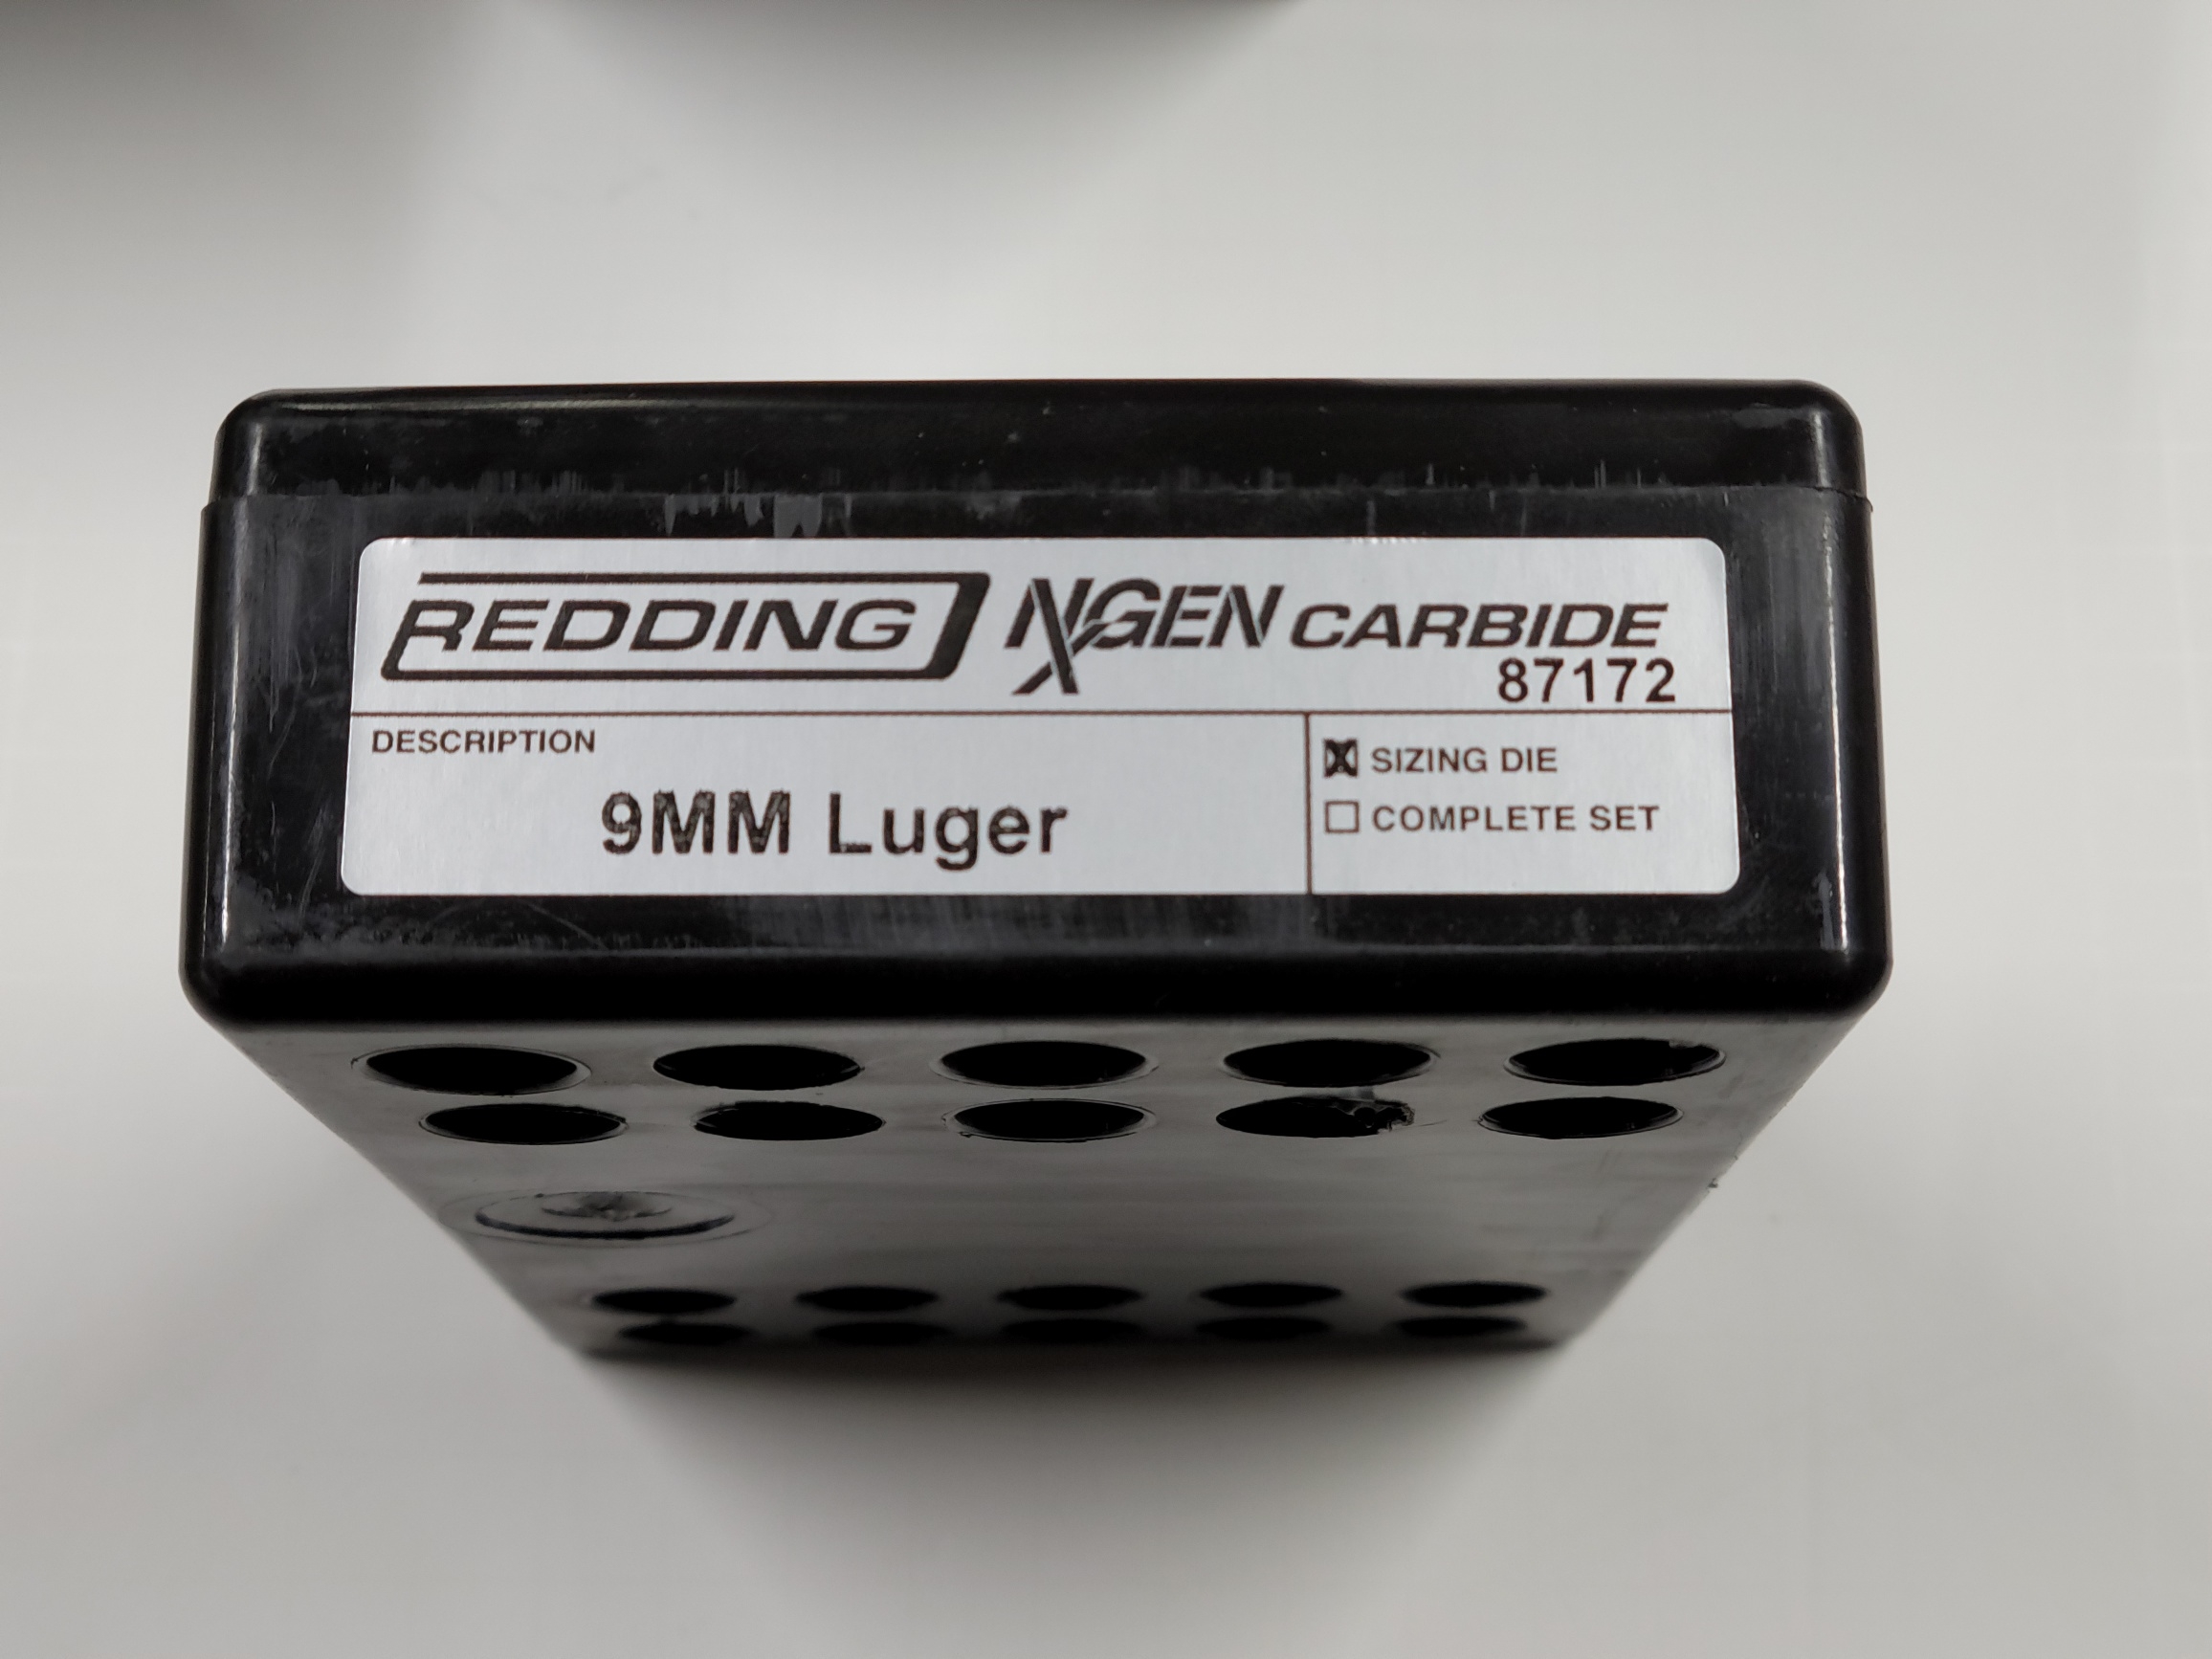 REDDING NXGEN CARBIDE
87172
DESCRIPTION
9MM Luger
SIZING DIE
COMPLETE SET